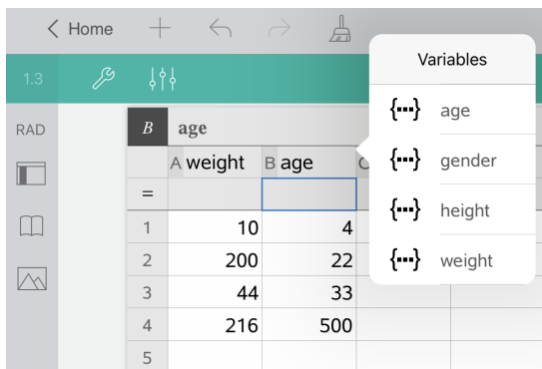 Home
Variables
1.3
{···} age
RAD
B age
A weight B age C
{···} gender
=
{···} height
1 10 4
2 200 22
{···} weight
3 44 33
4 216 500
5